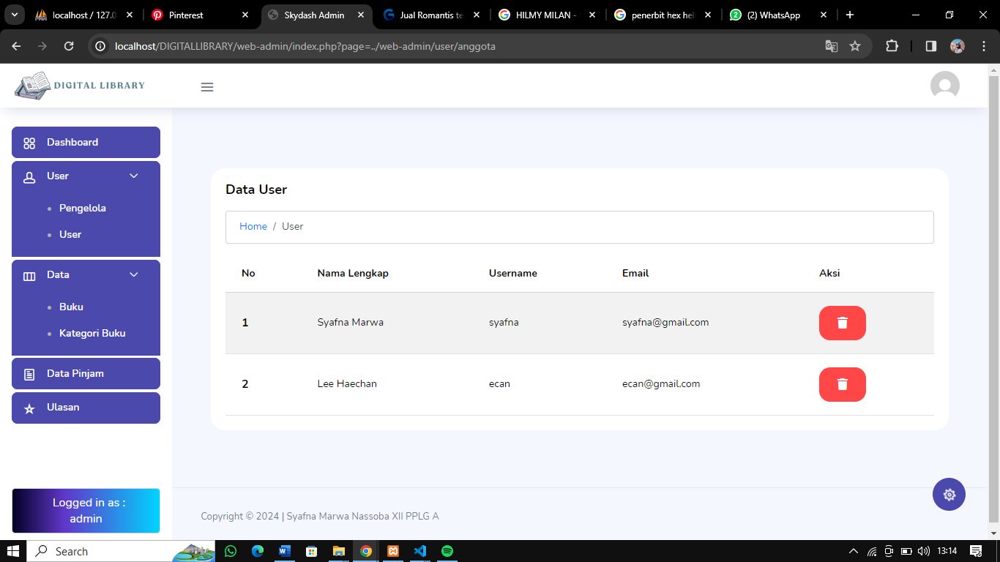 localhost / 127.0
Pinterest
Skydash Admin
Jual Romantis te
HILMY MILAN -
penerbit hex hel
(2) WhatsApp
localhost/DIGITALLIBRARY/web-admin/index.php?page=../web-admin/user/anggota
DIGITAL LIBRARY
Dashboard
User
Pengelola
User
Data
Buku
Kategori Buku
Data Pinjam
Ulasan
Logged in as :
admin
Data User
Home / User
No Nama Lengkap Username Email Aksi
1 Syafna Marwa syafna syafna@gmail.com
2 Lee Haechan ecan ecan@gmail.com
Copyright © 2024 | Syafna Marwa Nassoba XII PPLG A
Search
13:14